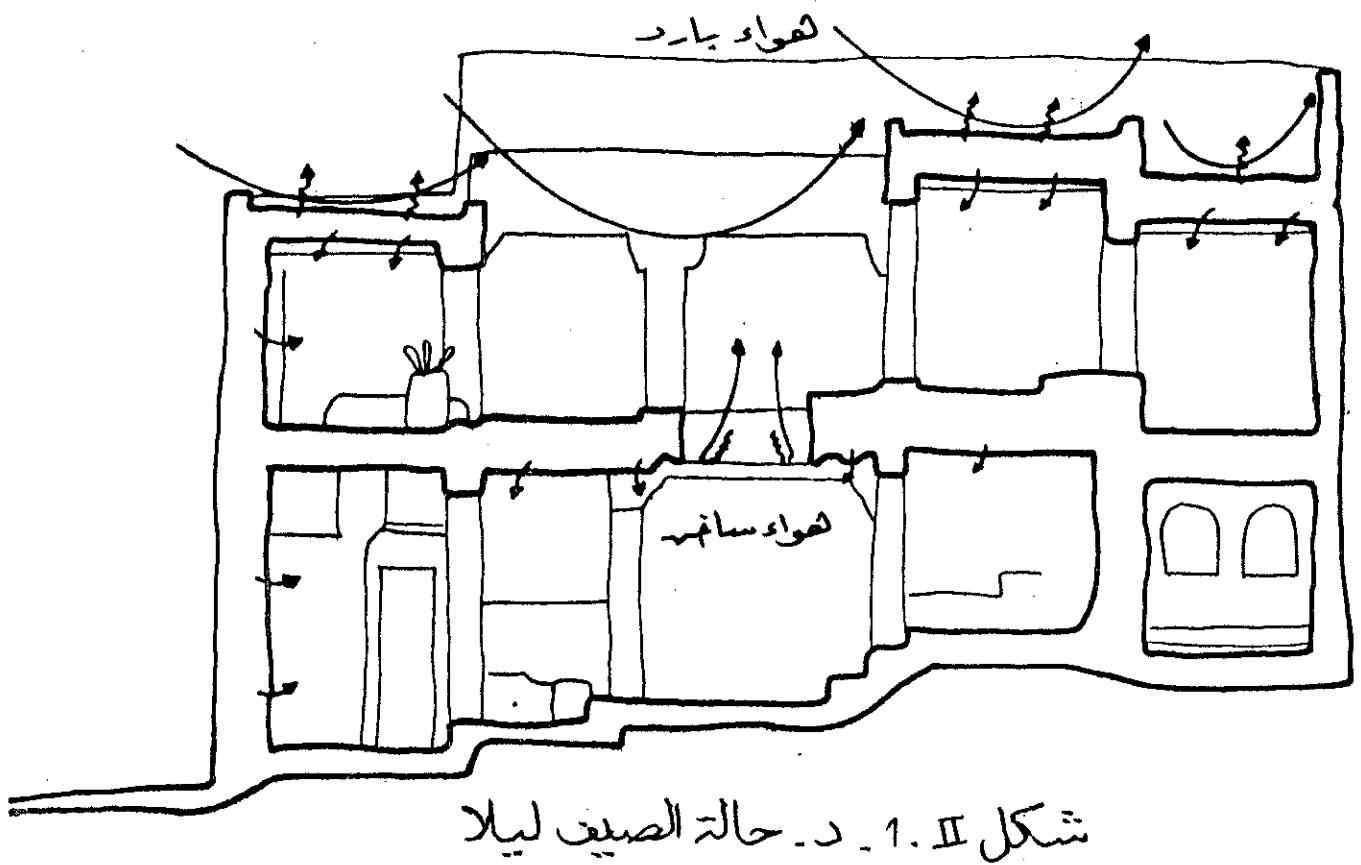 هواء بارد
هواء ساخن
شكل II .1 . د . حالة الصيف ليلا